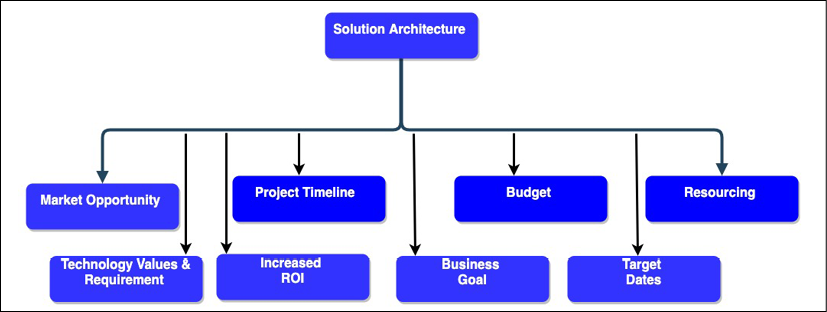 Solution Architecture
Market Opportunity
Project Timeline
Budget
Resourcing
Technology Values &
Requirement
Increased
ROI
Business
Goal
Target
Dates